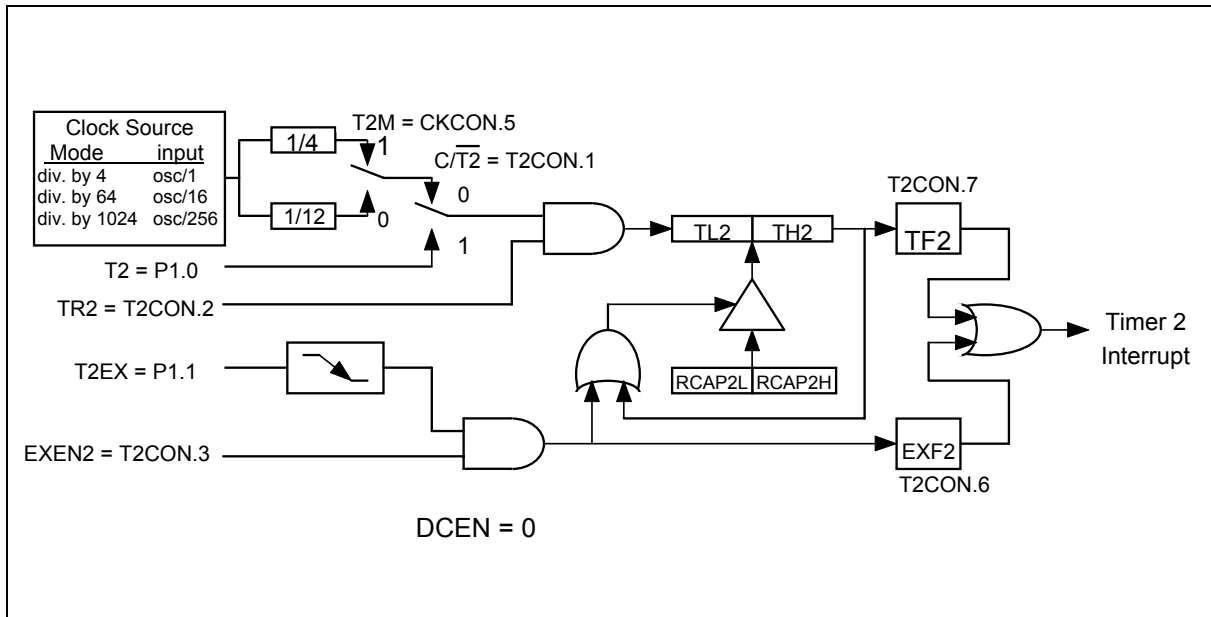 Clock Source
Mode input
div. by 4 osc/1
div. by 64 osc/16
div. by 1024 osc/256
1/4
1/12
T2M = CKCON.5
1
0
C/T2 = T2CON.1
0
1
T2 = P1.0
TR2 = T2CON.2
T2EX = P1.1
EXEN2 = T2CON.3
TL2 TH2
RCAP2L RCAP2H
T2CON.7
TF2
EXF2
T2CON.6
Timer 2
Interrupt
DCEN = 0